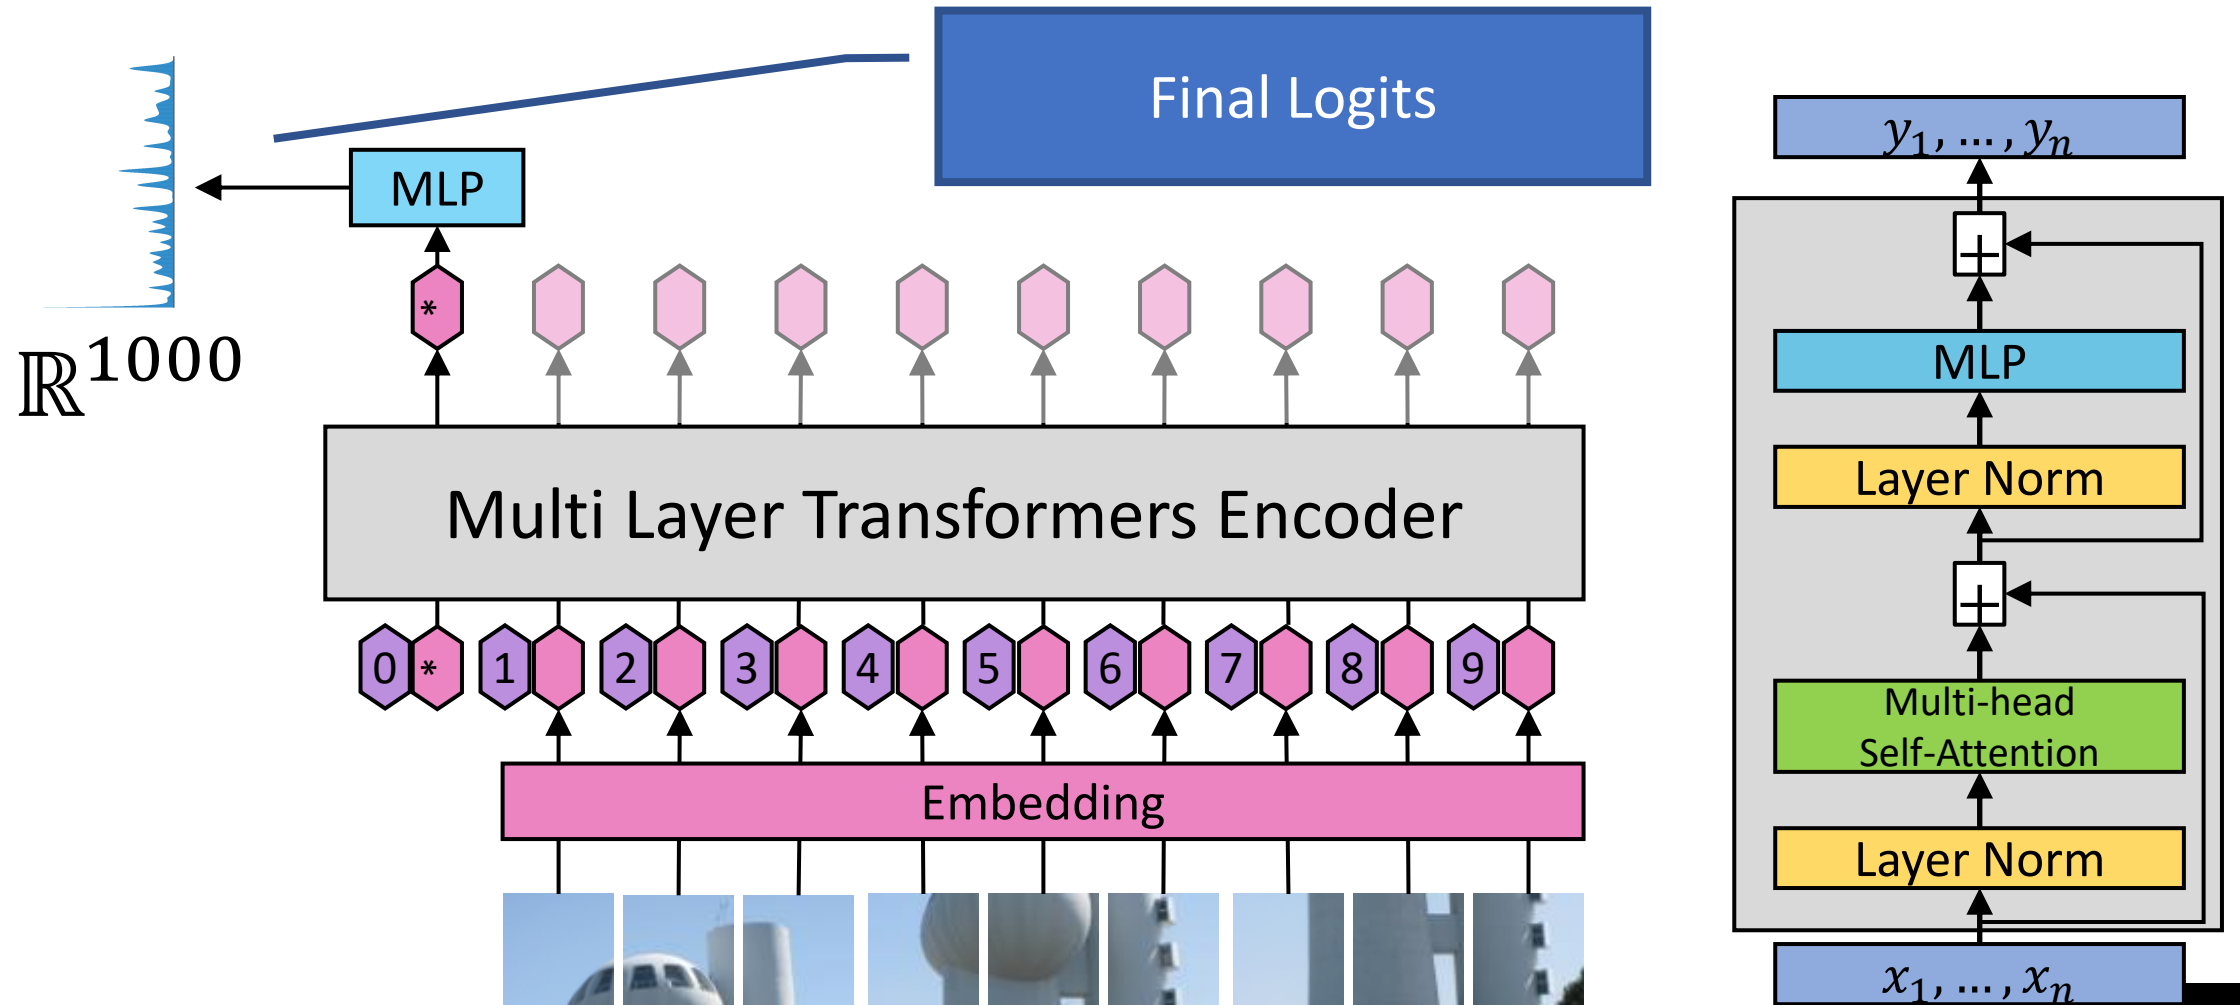 Final Logits
MLP
ℝ¹⁰⁰⁰
*
Multi Layer Transformers Encoder
0 * 1 2 3 4 5 6 7 8 9
Embedding
y₁, … , yₙ
+
MLP
Layer Norm
+
Multi-head
Self-Attention
Layer Norm
x₁, … , xₙ